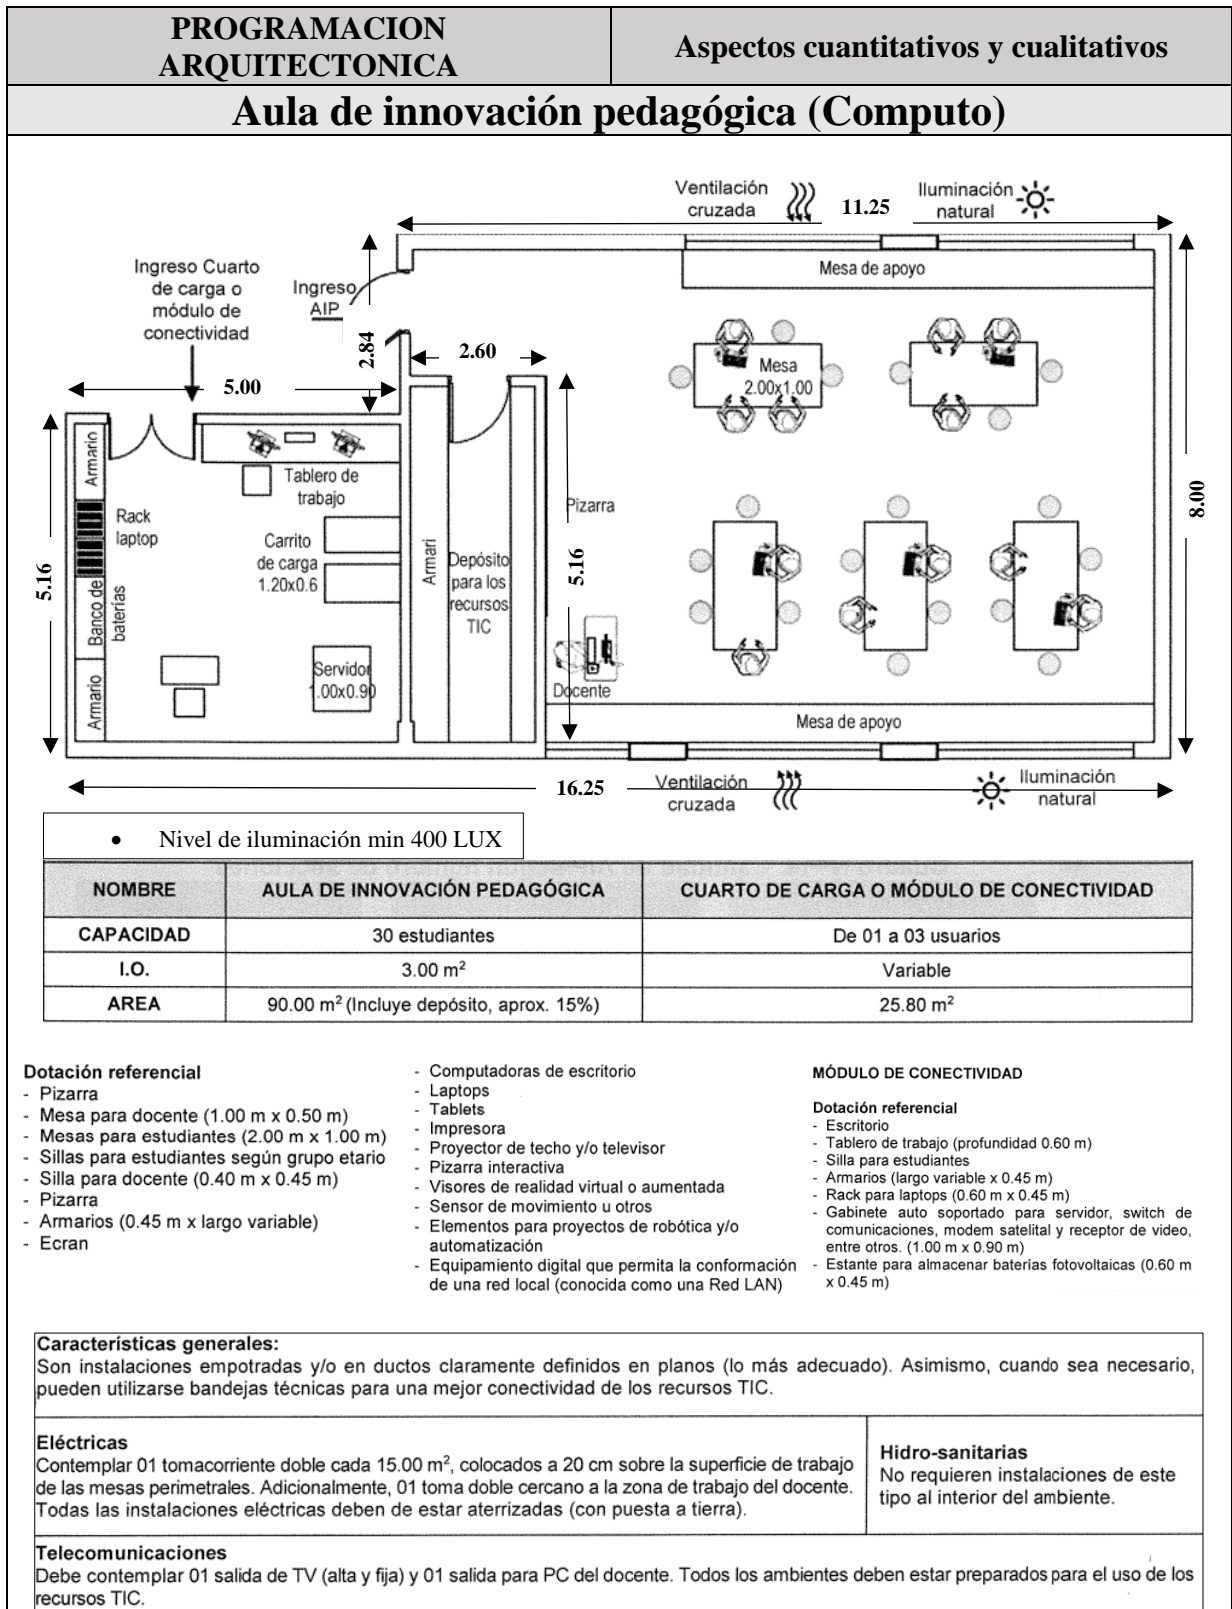 PROGRAMACION
ARQUITECTONICA
Aspectos cuantitativos y cualitativos
Aula de innovación pedagógica (Computo)
Ventilación
cruzada
11.25
Iluminación
natural
Ingreso Cuarto
de carga o
módulo de
conectividad
Ingreso
AIP
2.84
2.60
5.00
Mesa de apoyo
Mesa
2.00x1.00
Armario
Rack
laptop
Tablero de
trabajo
Carrito
de carga
1.20x0.6
Banco de
baterías
Armario
Servidor
1.00x0.90
5.16
Armari
Depósito
para los
recursos
TIC
Pizarra
5.16
Docente
8.00
Mesa de apoyo
16.25
Ventilación
cruzada
Iluminación
natural
• Nivel de iluminación min 400 LUX
NOMBRE AULA DE INNOVACIÓN PEDAGÓGICA CUARTO DE CARGA O MÓDULO DE CONECTIVIDAD
CAPACIDAD 30 estudiantes De 01 a 03 usuarios
I.O. 3.00 m² Variable
AREA 90.00 m² (Incluye depósito, aprox. 15%) 25.80 m²
Dotación referencial
- Pizarra
- Mesa para docente (1.00 m x 0.50 m)
- Mesas para estudiantes (2.00 m x 1.00 m)
- Sillas para estudiantes según grupo etario
- Silla para docente (0.40 m x 0.45 m)
- Pizarra
- Armarios (0.45 m x largo variable)
- Ecran
- Computadoras de escritorio
- Laptops
- Tablets
- Impresora
- Proyector de techo y/o televisor
- Pizarra interactiva
- Visores de realidad virtual o aumentada
- Sensor de movimiento u otros
- Elementos para proyectos de robótica y/o
automatización
- Equipamiento digital que permita la conformación
de una red local (conocida como una Red LAN)
MÓDULO DE CONECTIVIDAD
Dotación referencial
- Escritorio
- Tablero de trabajo (profundidad 0.60 m)
- Silla para estudiantes
- Armarios (largo variable x 0.45 m)
- Rack para laptops (0.60 m x 0.45 m)
- Gabinete auto soportado para servidor, switch de
comunicaciones, modem satelital y receptor de video,
entre otros. (1.00 m x 0.90 m)
- Estante para almacenar baterías fotovoltaicas (0.60 m
x 0.45 m)
Características generales:
Son instalaciones empotradas y/o en ductos claramente definidos en planos (lo más adecuado). Asimismo, cuando sea necesario,
pueden utilizarse bandejas técnicas para una mejor conectividad de los recursos TIC.
Eléctricas
Contemplar 01 tomacorriente doble cada 15.00 m², colocados a 20 cm sobre la superficie de trabajo
de las mesas perimetrales. Adicionalmente, 01 toma doble cercano a la zona de trabajo del docente.
Todas las instalaciones eléctricas deben de estar aterrizadas (con puesta a tierra).
Hidro-sanitarias
No requieren instalaciones de este
tipo al interior del ambiente.
Telecomunicaciones
Debe contemplar 01 salida de TV (alta y fija) y 01 salida para PC del docente. Todos los ambientes deben estar preparados para el uso de los
recursos TIC.